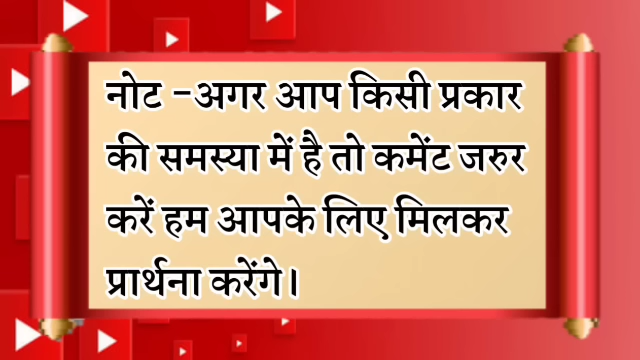 नोट -अगर आप किसी प्रकार
की समस्या में है तो कमेंट जरुर
करें हम आपके लिए मिलकर
प्रार्थना करेंगे।